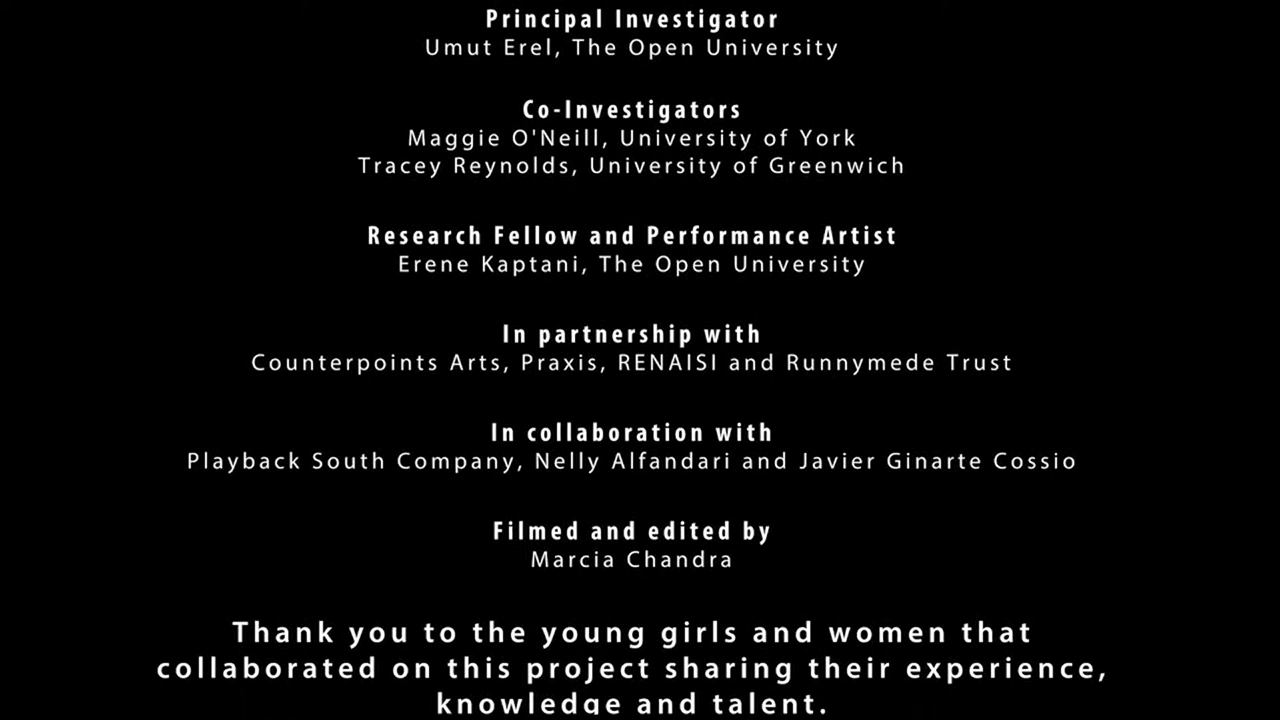 Principal Investigator
Umut Erel, The Open University
Co-Investigators
Maggie O'Neill, University of York
Tracey Reynolds, University of Greenwich
Research Fellow and Performance Artist
Erene Kaptani, The Open University
In partnership with
Counterpoints Arts, Praxis, RENAISI and Runnymede Trust
In collaboration with
Playback South Company, Nelly Alfandari and Javier Ginarte Cossio
Filmed and edited by
Marcia Chandra
Thank you to the young girls and women that
collaborated on this project sharing their experience,
knowledge and talent.